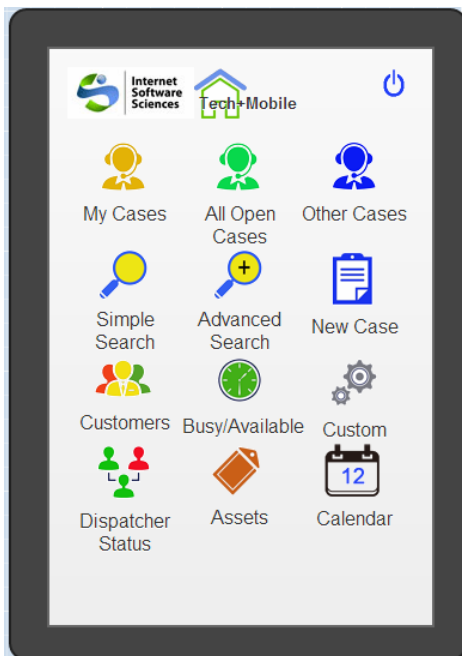 Internet
Software
Sciences
Tech+Mobile
My Cases
All Open
Cases
Other Cases
Simple
Search
Advanced
Search
New Case
Customers
Busy/Available
Custom
Dispatcher
Status
Assets
12
Calendar